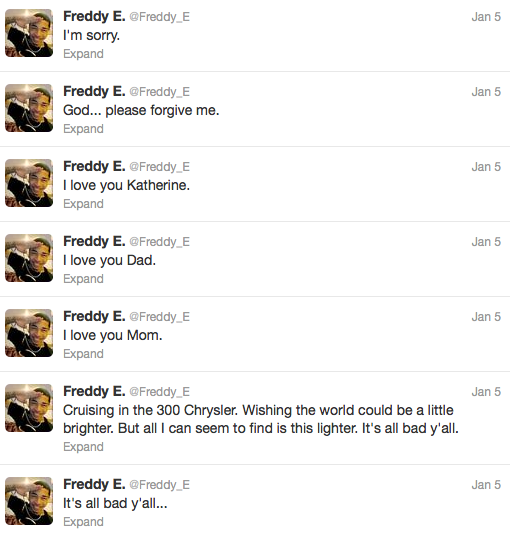 Freddy E. @Freddy_E Jan 5
I'm sorry.
Expand
Freddy E. @Freddy_E Jan 5
God... please forgive me.
Expand
Freddy E. @Freddy_E Jan 5
I love you Katherine.
Expand
Freddy E. @Freddy_E Jan 5
I love you Dad.
Expand
Freddy E. @Freddy_E Jan 5
I love you Mom.
Expand
Freddy E. @Freddy_E Jan 5
Cruising in the 300 Chrysler. Wishing the world could be a little
brighter. But all I can seem to find is this lighter. It's all bad y'all.
Expand
Freddy E. @Freddy_E Jan 5
It's all bad y'all...
Expand